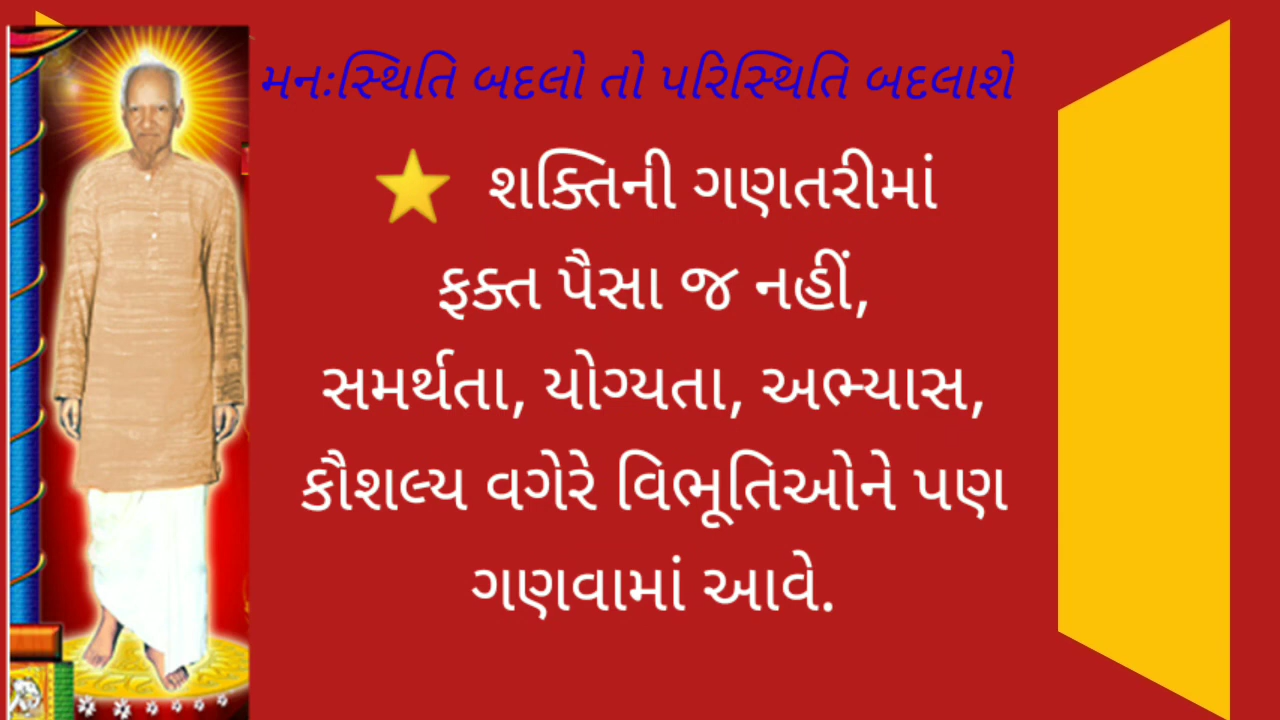 મનઃસ્થિતિ બદલો તો પરિસ્થિતિ બદલાશે
શક્તિની ગણતરીમાં
ફક્ત પૈસા જ નહીં,
સમર્થતા, યોગ્યતા, અભ્યાસ,
કૌશલ્ય વગેરે વિભૂતિઓને પણ
ગણવામાં આવે.